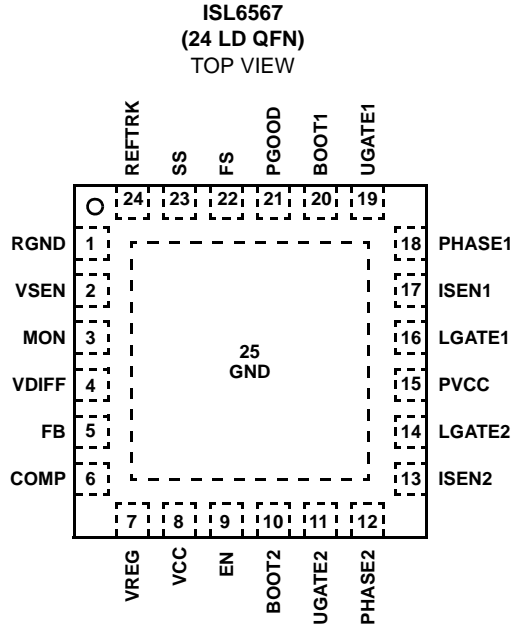 ISL6567
(24 LD QFN)
TOP VIEW
REFTRK
SS
FS
PGOOD
BOOT1
UGATE1
24
23
22
21
20
19
RGND 1
VSEN 2
MON 3
VDIFF 4
FB 5
COMP 6
25
GND
18 PHASE1
17 ISEN1
16 LGATE1
15 PVCC
14 LGATE2
13 ISEN2
7
8
9
10
11
12
VREG
VCC
EN
BOOT2
UGATE2
PHASE2